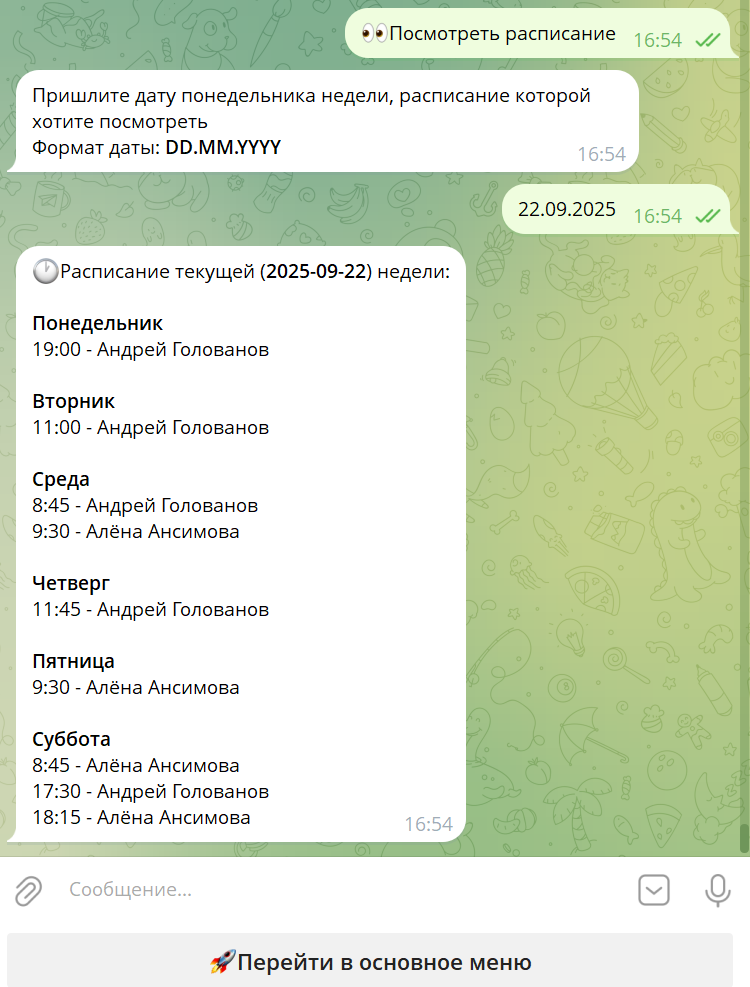 👀Посмотреть расписание
16:54
Пришлите дату понедельника недели, расписание которой
хотите посмотреть
Формат даты: DD.MM.YYYY
16:54
22.09.2025
16:54
🕐Расписание текущей (2025-09-22) недели:
Понедельник
19:00 - Андрей Голованов
Вторник
11:00 - Андрей Голованов
Среда
8:45 - Андрей Голованов
9:30 - Алёна Ансимова
Четверг
11:45 - Андрей Голованов
Пятница
9:30 - Алёна Ансимова
Суббота
8:45 - Алёна Ансимова
17:30 - Андрей Голованов
18:15 - Алёна Ансимова
16:54
Сообщение...
🚀Перейти в основное меню